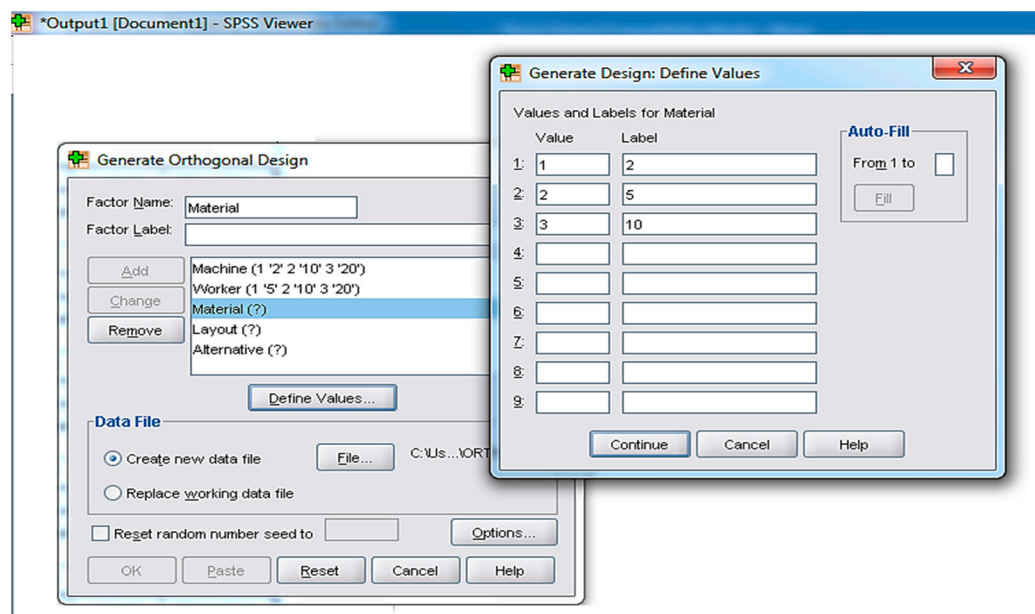 *Output1 [Document1] - SPSS Viewer
Generate Orthogonal Design
Factor Name: Material
Factor Label:
Add
Change
Remove
Machine (1 '2' 2 '10' 3 '20')
Worker (1 '5' 2 '10' 3 '20')
Material (?)
Layout (?)
Alternative (?)
Define Values...
Data File
Create new data file
File...
C:\Us...\ORT
Replace working data file
Reset random number seed to
Options...
OK
Paste
Reset
Cancel
Help
Generate Design: Define Values
Values and Labels for Material
Value Label
1: 1 2
2: 2 5
3: 3 10
4:
5:
6:
7:
8:
9:
Auto-Fill
From 1 to
Fill
Continue
Cancel
Help